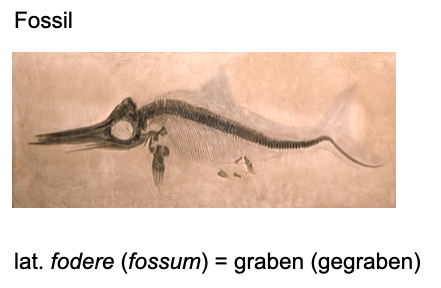 Fossil
lat. fodere (fossum) = graben (gegraben)